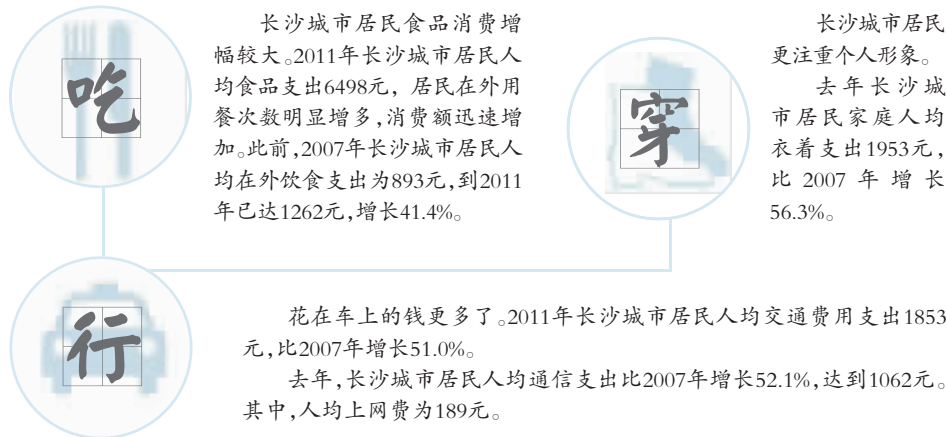 吃
长沙城市居民食品消费增
幅较大。2011年长沙城市居民人
均食品支出6498元，居民在外用
餐次数明显增多，消费额迅速增
加。此前，2007年长沙城市居民人
均在外饮食支出为893元，到2011
年已达1262元，增长41.4%。
穿
长沙城市居民
更注重个人形象。
去年长沙城
市居民家庭人均
衣着支出1953元，
比2007年增长
56.3%。
行
花在车上的钱更多了。2011年长沙城市居民人均交通费用支出1853
元，比2007年增长51.0%。
去年，长沙城市居民人均通信支出比2007年增长52.1%，达到1062元。
其中，人均上网费为189元。